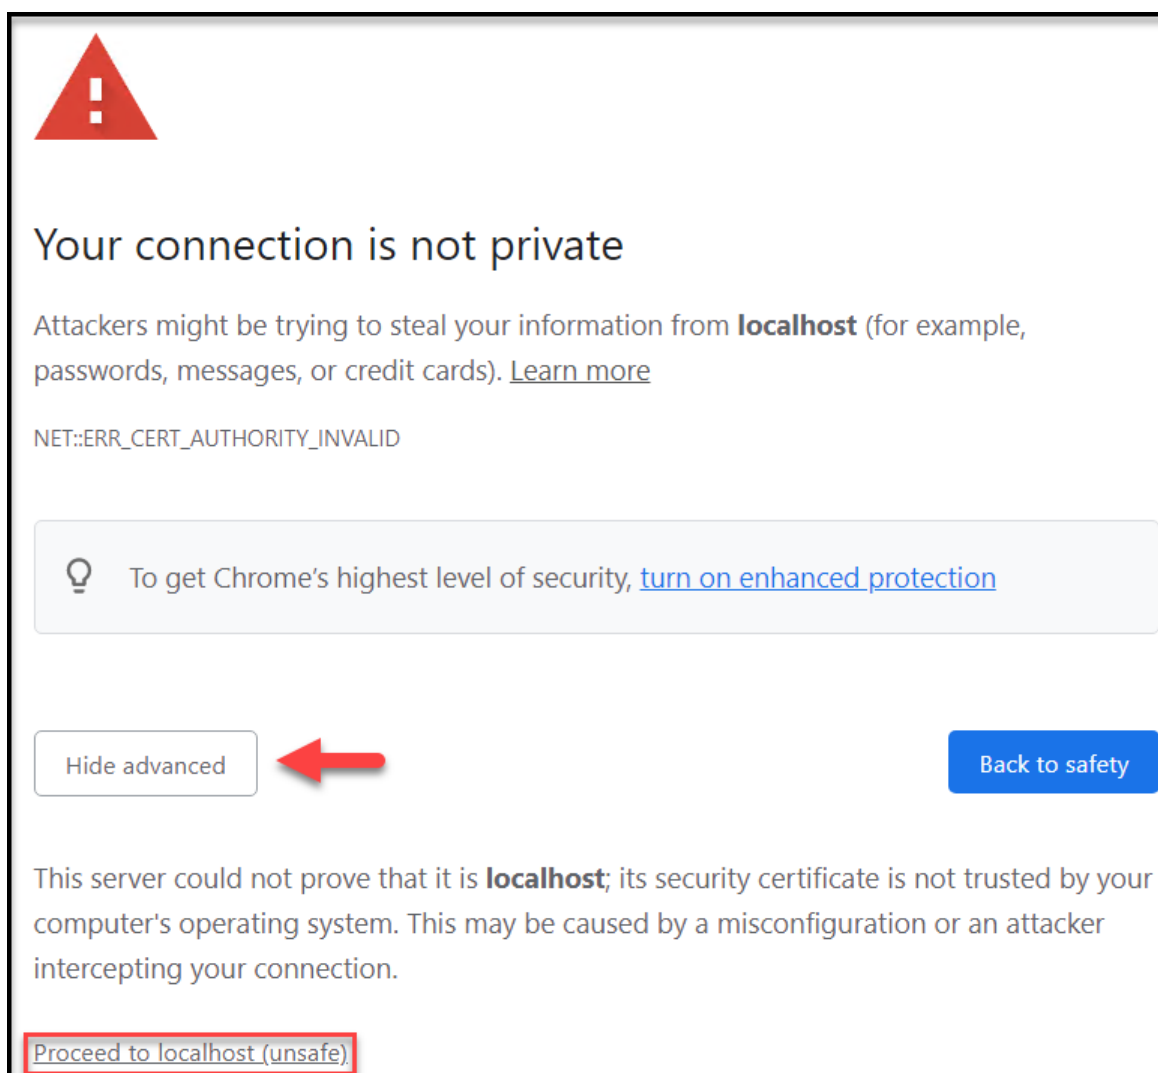 Your connection is not private
Attackers might be trying to steal your information from localhost (for example,
passwords, messages, or credit cards). Learn more
NET::ERR_CERT_AUTHORITY_INVALID
To get Chrome’s highest level of security, turn on enhanced protection
Hide advanced
Back to safety
This server could not prove that it is localhost; its security certificate is not trusted by your
computer's operating system. This may be caused by a misconfiguration or an attacker
intercepting your connection.
Proceed to localhost (unsafe)